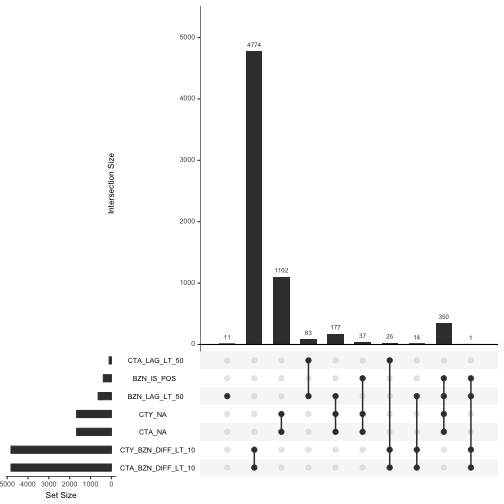 Intersection Size
5000
4000
3000
2000
1000
0
11
4774
1102
83
177
37
26
14
350
1
CTA_LAG_LT_50
BZN_IS_POS
BZN_LAG_LT_50
CTY_NA
CTA_NA
CTY_BZN_DIFF_LT_10
CTA_BZN_DIFF_LT_10
5000 4000 3000 2000 1000 0
Set Size